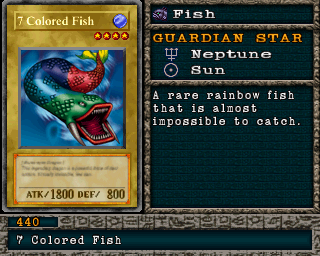 7 Colored Fish
ATK/1800 DEF/ 800
Fish
GUARDIAN STAR
Neptune
Sun
A rare rainbow fish
that is almost
impossible to catch.
440
7 Colored Fish